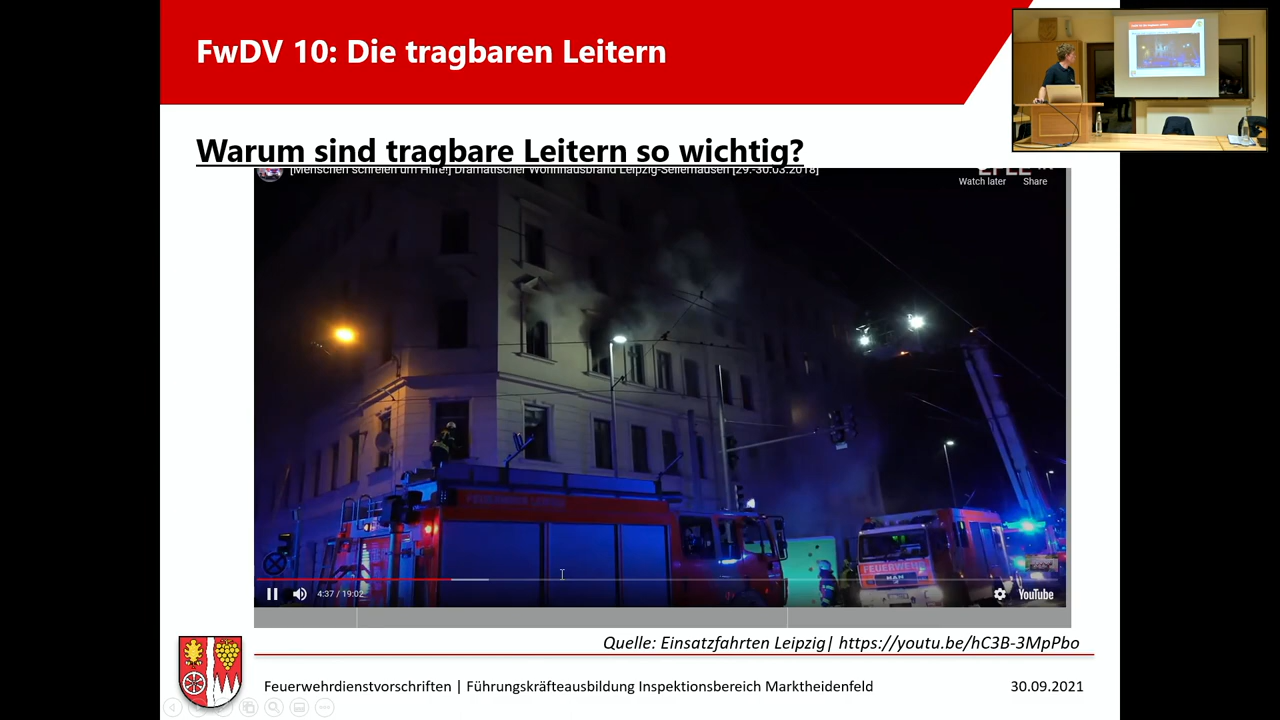 FwDV 10: Die tragbaren Leitern
Warum sind tragbare Leitern so wichtig?
[Menschen schreien um Hilfe!] Dramatischer Wohnhausbrand Leipzig-Sellerhausen [29.-30.03.2018]
Watch later Share
FEUERWEHR
MAN
4:37 / 19:02
YouTube
Quelle: Einsatzfahrten Leipzig| https://youtu.be/hC3B-3MpPbo
Feuerwehrdienstvorschriften | Führungskräfteausbildung Inspektionsbereich Marktheidenfeld
30.09.2021